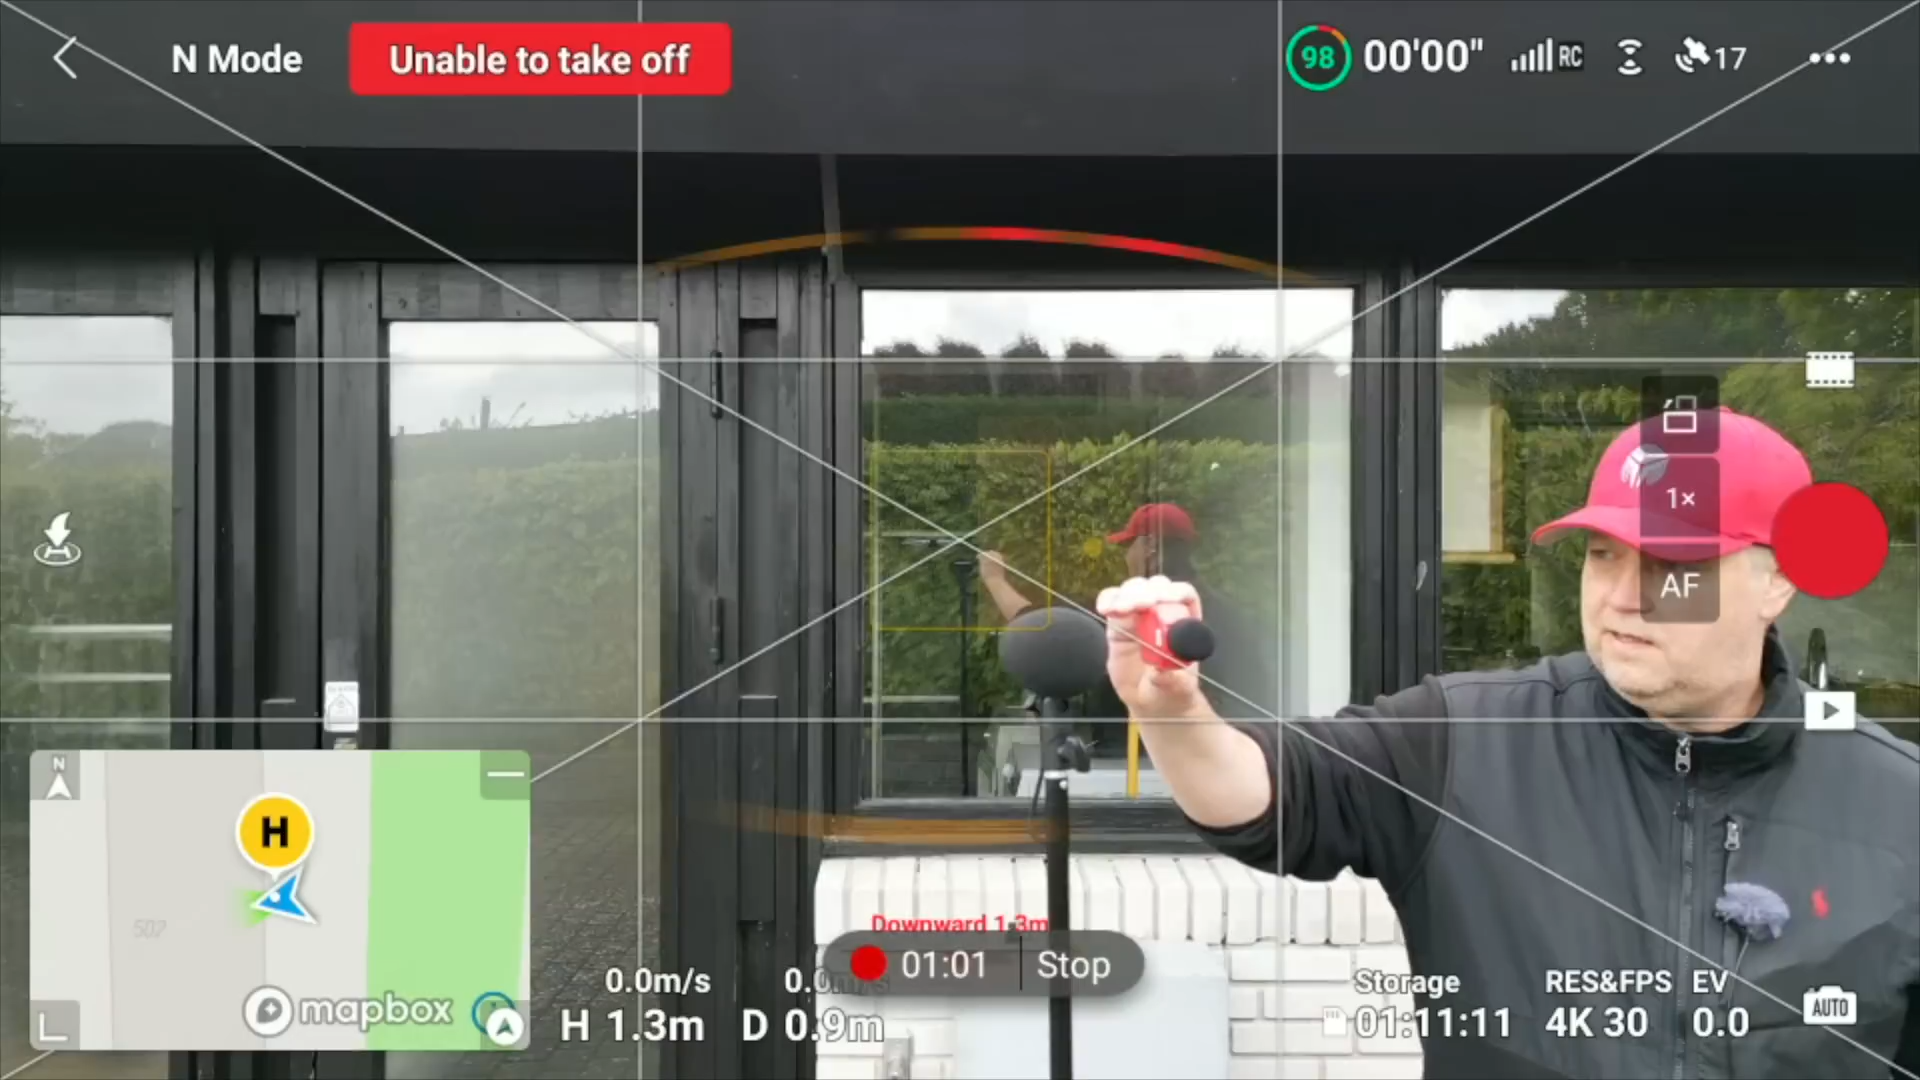 N Mode
Unable to take off
98
00'00"
RC
17
1×
AF
N
H
502
mapbox
Downward 1.3m
01:01
Stop
0.0m/s
H 1.3m
D 0.9m
Storage
01:11:11
RES&FPS
4K 30
EV
0.0
AUTO